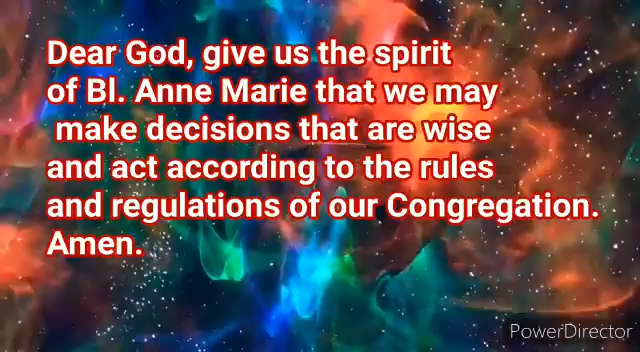 Dear God, give us the spirit
of Bl. Anne Marie that we may
make decisions that are wise
and act according to the rules
and regulations of our Congregation.
Amen.
PowerDirector